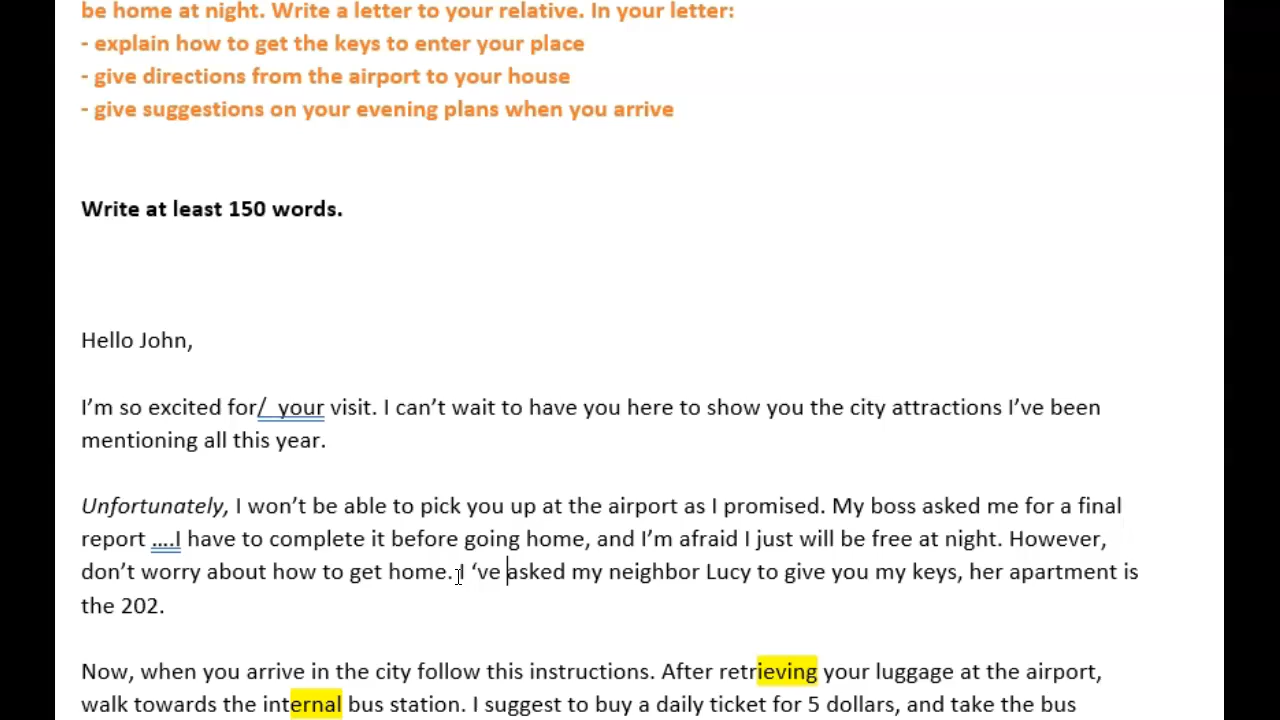 be home at night. Write a letter to your relative. In your letter:
- explain how to get the keys to enter your place
- give directions from the airport to your house
- give suggestions on your evening plans when you arrive
Write at least 150 words.
Hello John,
I’m so excited for/  your visit. I can’t wait to have you here to show you the city attractions I’ve been
mentioning all this year.
Unfortunately, I won’t be able to pick you up at the airport as I promised. My boss asked me for a final
report ….I have to complete it before going home, and I’m afraid I just will be free at night. However,
don’t worry about how to get home. I ‘ve asked my neighbor Lucy to give you my keys, her apartment is
the 202.
Now, when you arrive in the city follow this instructions. After retrieving your luggage at the airport,
walk towards the internal bus station. I suggest to buy a daily ticket for 5 dollars, and take the bus